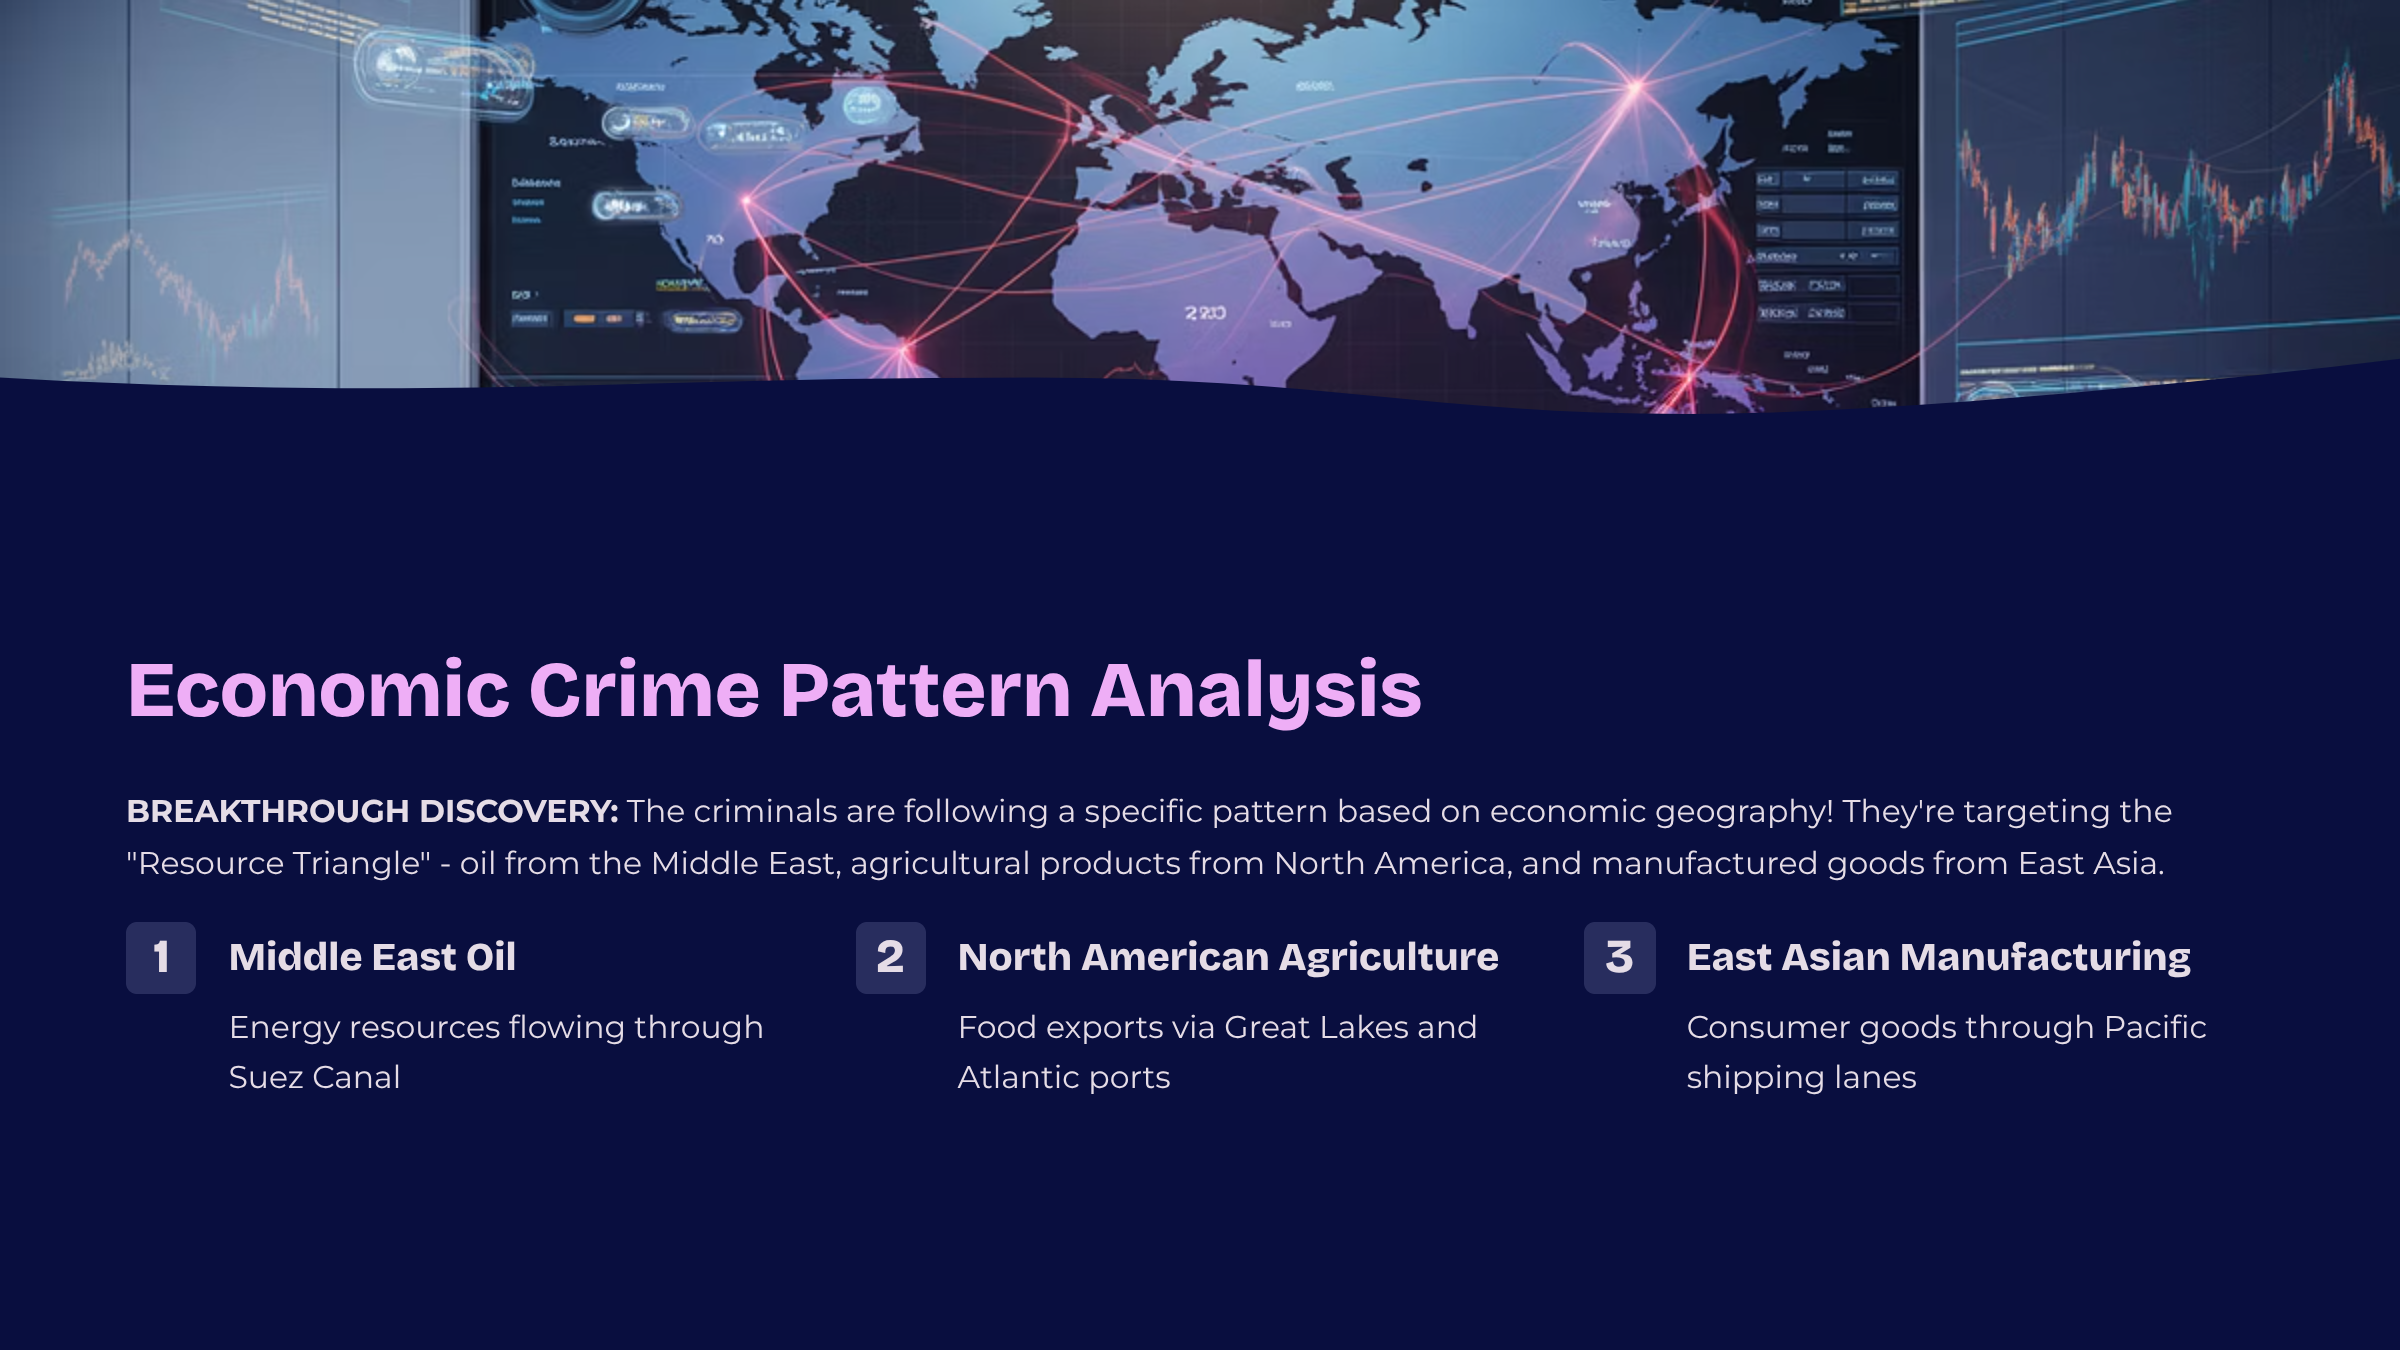 Economic Crime Pattern Analysis
BREAKTHROUGH DISCOVERY: The criminals are following a specific pattern based on economic geography! They're targeting the
"Resource Triangle" - oil from the Middle East, agricultural products from North America, and manufactured goods from East Asia.
1
Middle East Oil
Energy resources flowing through
Suez Canal
2
North American Agriculture
Food exports via Great Lakes and
Atlantic ports
3
East Asian Manufacturing
Consumer goods through Pacific
shipping lanes